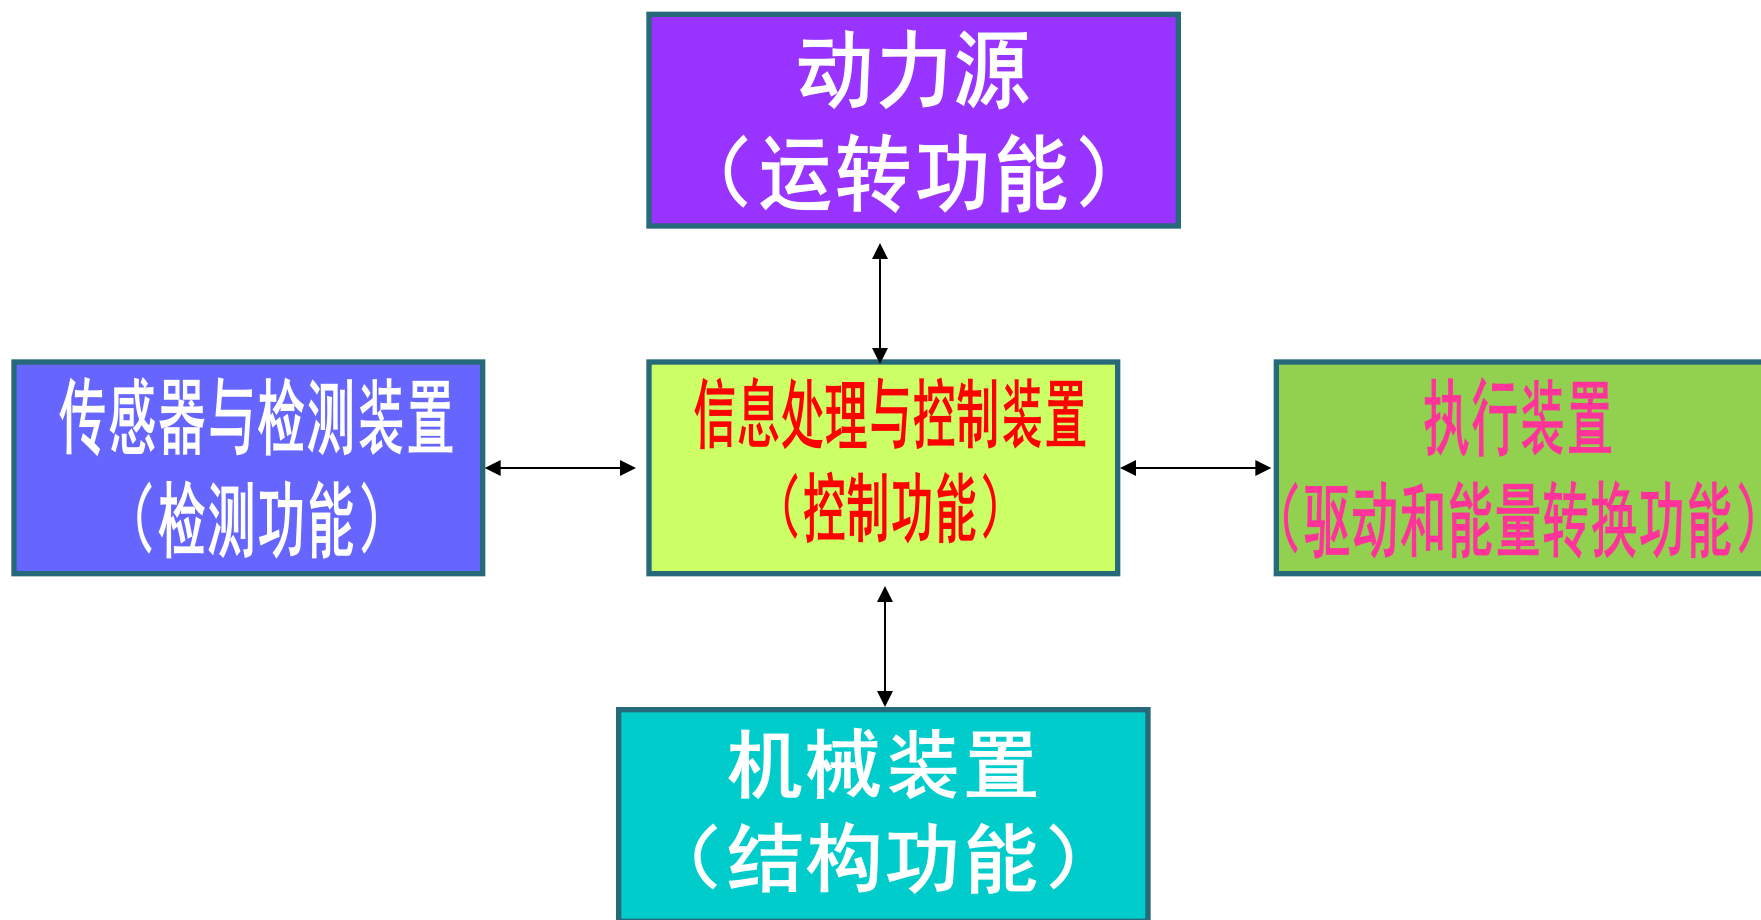 动力源
（运转功能）
传感器与检测装置
（检测功能）
信息处理与控制装置
（控制功能）
执行装置
（驱动和能量转换功能）
机械装置
（结构功能）